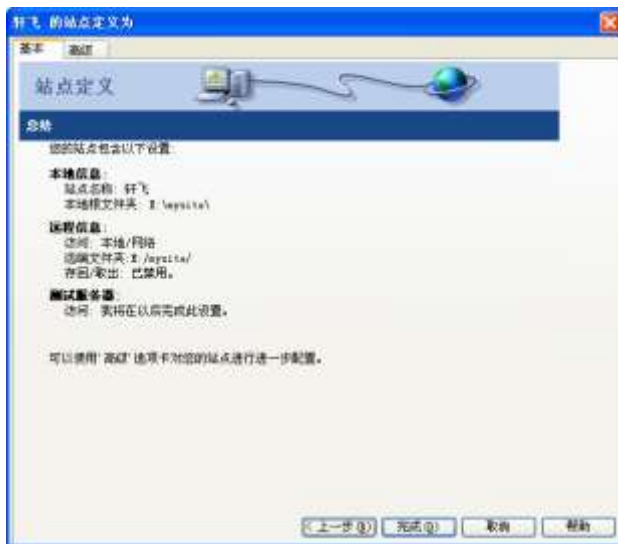 轩飞 的站点定义为
基本 高级
站点定义
总结
您的站点包含以下设置:
本地信息:
站点名称: 轩飞
本地根文件夹: E:\mysite\
远程信息:
访问: 本地/网络
远端文件夹:E:/mysite/
存回/取出: 已禁用。
测试服务器:
访问: 我将在以后完成此设置。
可以使用“高级”选项卡对您的站点进行进一步配置。
<上一步(B) 完成(D) 取消 帮助